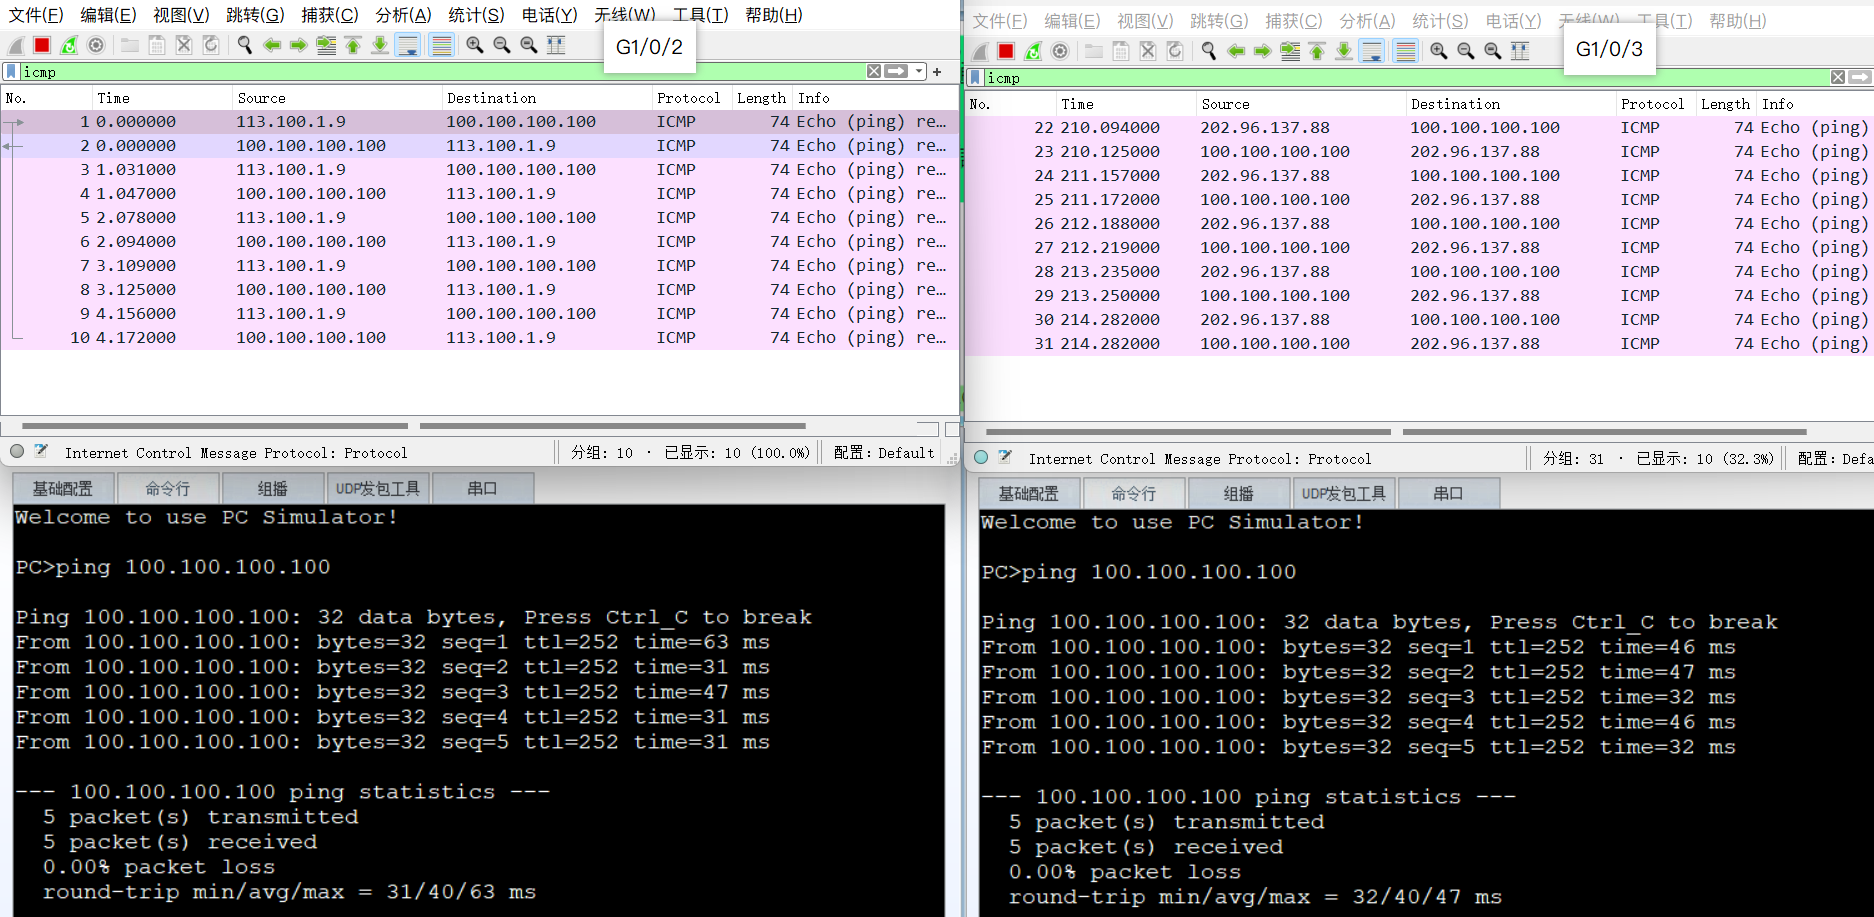 文件(F) 编辑(E) 视图(V) 跳转(G) 捕获(C) 分析(A) 统计(S) 电话(Y) 无线(W) 工具(T) 帮助(H)
G1/0/2
icmp
No. Time Source Destination Protocol Length Info
1 0.000000 113.100.1.9 100.100.100.100 ICMP 74 Echo (ping) re…
2 0.000000 100.100.100.100 113.100.1.9 ICMP 74 Echo (ping) re…
3 1.031000 113.100.1.9 100.100.100.100 ICMP 74 Echo (ping) re…
4 1.047000 100.100.100.100 113.100.1.9 ICMP 74 Echo (ping) re…
5 2.078000 113.100.1.9 100.100.100.100 ICMP 74 Echo (ping) re…
6 2.094000 100.100.100.100 113.100.1.9 ICMP 74 Echo (ping) re…
7 3.109000 113.100.1.9 100.100.100.100 ICMP 74 Echo (ping) re…
8 3.125000 100.100.100.100 113.100.1.9 ICMP 74 Echo (ping) re…
9 4.156000 113.100.1.9 100.100.100.100 ICMP 74 Echo (ping) re…
10 4.172000 100.100.100.100 113.100.1.9 ICMP 74 Echo (ping) re…
Internet Control Message Protocol: Protocol 分组: 10 · 已显示: 10 (100.0%) 配置: Default
基础配置 命令行 组播 UDP发包工具 串口
Welcome to use PC Simulator!
PC>ping 100.100.100.100
Ping 100.100.100.100: 32 data bytes, Press Ctrl_C to break
From 100.100.100.100: bytes=32 seq=1 ttl=252 time=63 ms
From 100.100.100.100: bytes=32 seq=2 ttl=252 time=31 ms
From 100.100.100.100: bytes=32 seq=3 ttl=252 time=47 ms
From 100.100.100.100: bytes=32 seq=4 ttl=252 time=31 ms
From 100.100.100.100: bytes=32 seq=5 ttl=252 time=31 ms
--- 100.100.100.100 ping statistics ---
5 packet(s) transmitted
5 packet(s) received
0.00% packet loss
round-trip min/avg/max = 31/40/63 ms
文件(F) 编辑(E) 视图(V) 跳转(G) 捕获(C) 分析(A) 统计(S) 电话(Y) 无线(W) 工具(T) 帮助(H)
G1/0/3
icmp
No. Time Source Destination Protocol Length Info
22 210.094000 202.96.137.88 100.100.100.100 ICMP 74 Echo (ping)
23 210.125000 100.100.100.100 202.96.137.88 ICMP 74 Echo (ping)
24 211.157000 202.96.137.88 100.100.100.100 ICMP 74 Echo (ping)
25 211.172000 100.100.100.100 202.96.137.88 ICMP 74 Echo (ping)
26 212.188000 202.96.137.88 100.100.100.100 ICMP 74 Echo (ping)
27 212.219000 100.100.100.100 202.96.137.88 ICMP 74 Echo (ping)
28 213.235000 202.96.137.88 100.100.100.100 ICMP 74 Echo (ping)
29 213.250000 100.100.100.100 202.96.137.88 ICMP 74 Echo (ping)
30 214.282000 202.96.137.88 100.100.100.100 ICMP 74 Echo (ping)
31 214.282000 100.100.100.100 202.96.137.88 ICMP 74 Echo (ping)
Internet Control Message Protocol: Protocol 分组: 31 · 已显示: 10 (32.3%) 配置: Defa
基础配置 命令行 组播 UDP发包工具 串口
Welcome to use PC Simulator!
PC>ping 100.100.100.100
Ping 100.100.100.100: 32 data bytes, Press Ctrl_C to break
From 100.100.100.100: bytes=32 seq=1 ttl=252 time=46 ms
From 100.100.100.100: bytes=32 seq=2 ttl=252 time=47 ms
From 100.100.100.100: bytes=32 seq=3 ttl=252 time=32 ms
From 100.100.100.100: bytes=32 seq=4 ttl=252 time=46 ms
From 100.100.100.100: bytes=32 seq=5 ttl=252 time=32 ms
--- 100.100.100.100 ping statistics ---
5 packet(s) transmitted
5 packet(s) received
0.00% packet loss
round-trip min/avg/max = 32/40/47 ms